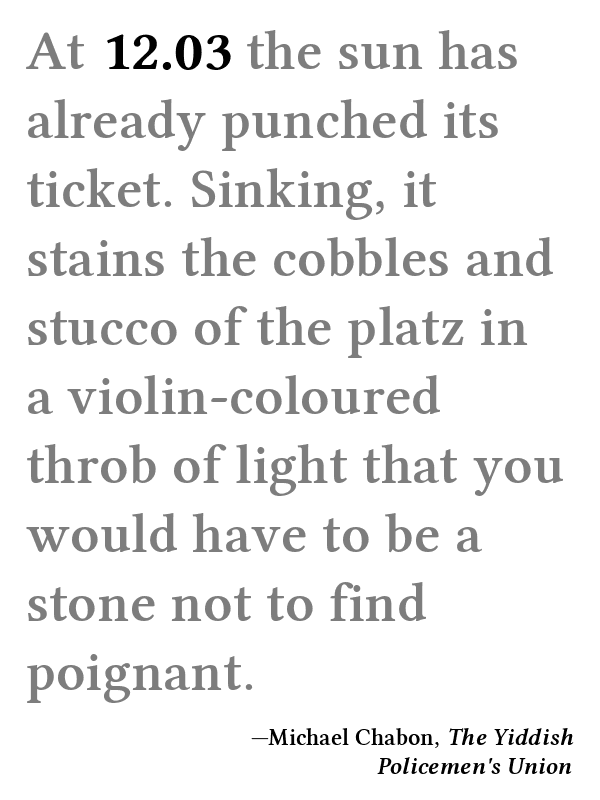 At 12.03 the sun has
already punched its
ticket. Sinking, it
stains the cobbles and
stucco of the platz in
a violin-coloured
throb of light that you
would have to be a
stone not to find
poignant.
—Michael Chabon, The Yiddish
Policemen's Union